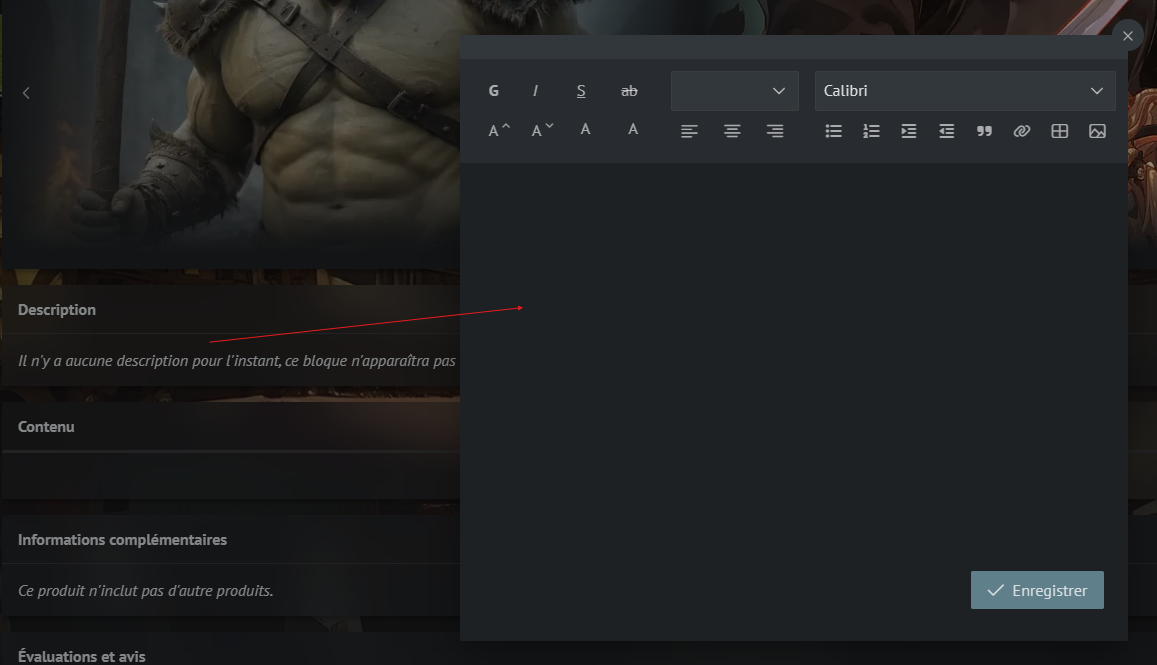 G I S ab
Calibri
A A A A
Description
Il n'y a aucune description pour l'instant, ce bloque n'apparaîtra pas
Contenu
Informations complémentaires
Ce produit n'inclut pas d'autre produits.
Enregistrer
Évaluations et avis